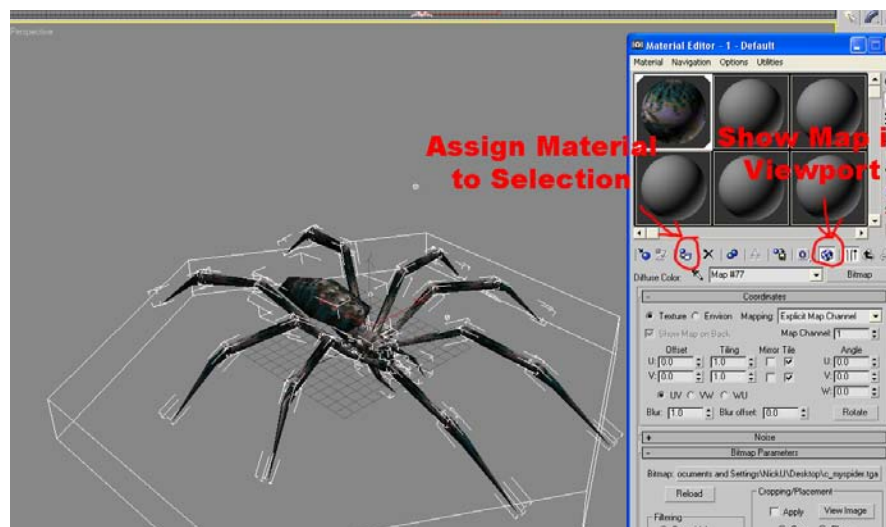 Perspective
Material Editor - 1 - Default
Material Navigation Options Utilities
Assign Material
to Selection
Show Map i
Viewport
Diffuse Color:
Map #77
Bitmap
Coordinates
Texture Environ Mapping: Explicit Map Channel
Show Map on Back Map Channel: 1
Offset Tiling Mirror Tile Angle
U: 0.0 1.0 U: 0.0
V: 0.0 1.0 V: 0.0
W: 0.0
UV VW WU
Blur: 1.0 Blur offset: 0.0 Rotate
+ Noise
- Bitmap Parameters
Bitmap: ocuments and Settings\NickU\Desktop\c_myspider.tga
Reload
Cropping/Placement
Apply View Image
Filtering